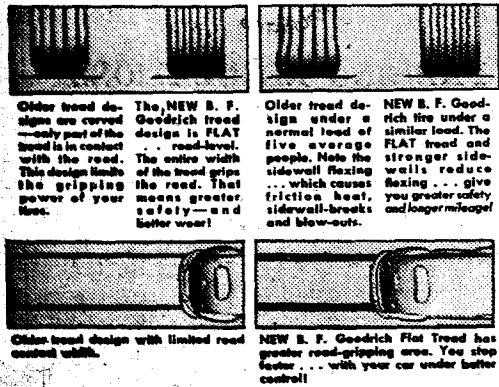 Older tread de-
signs are curved
—only part of the
tread is in contact
with the road.
This design limits
the gripping
power of your
tires.
The NEW B. F.
Goodrich tread
design is FLAT
. . road-level.
The entire width
of the tread grips
the road. That
means greater
safety—and
better wear!
Older tread de-
sign under a
normal load of
five average
people. Note the
sidewall flexing
. . . which causes
friction heat,
sidewall-breaks
and blow-outs.
NEW B. F. Good-
rich tire under a
similar load. The
FLAT tread and
stronger side-
walls reduce
flexing . . . give
you greater safety
and longer mileage!
Older tread design with limited road
contact width.
NEW B. F. Goodrich Flat Tread has
greater road-gripping area. You stop
faster . . . with your car under better
control!